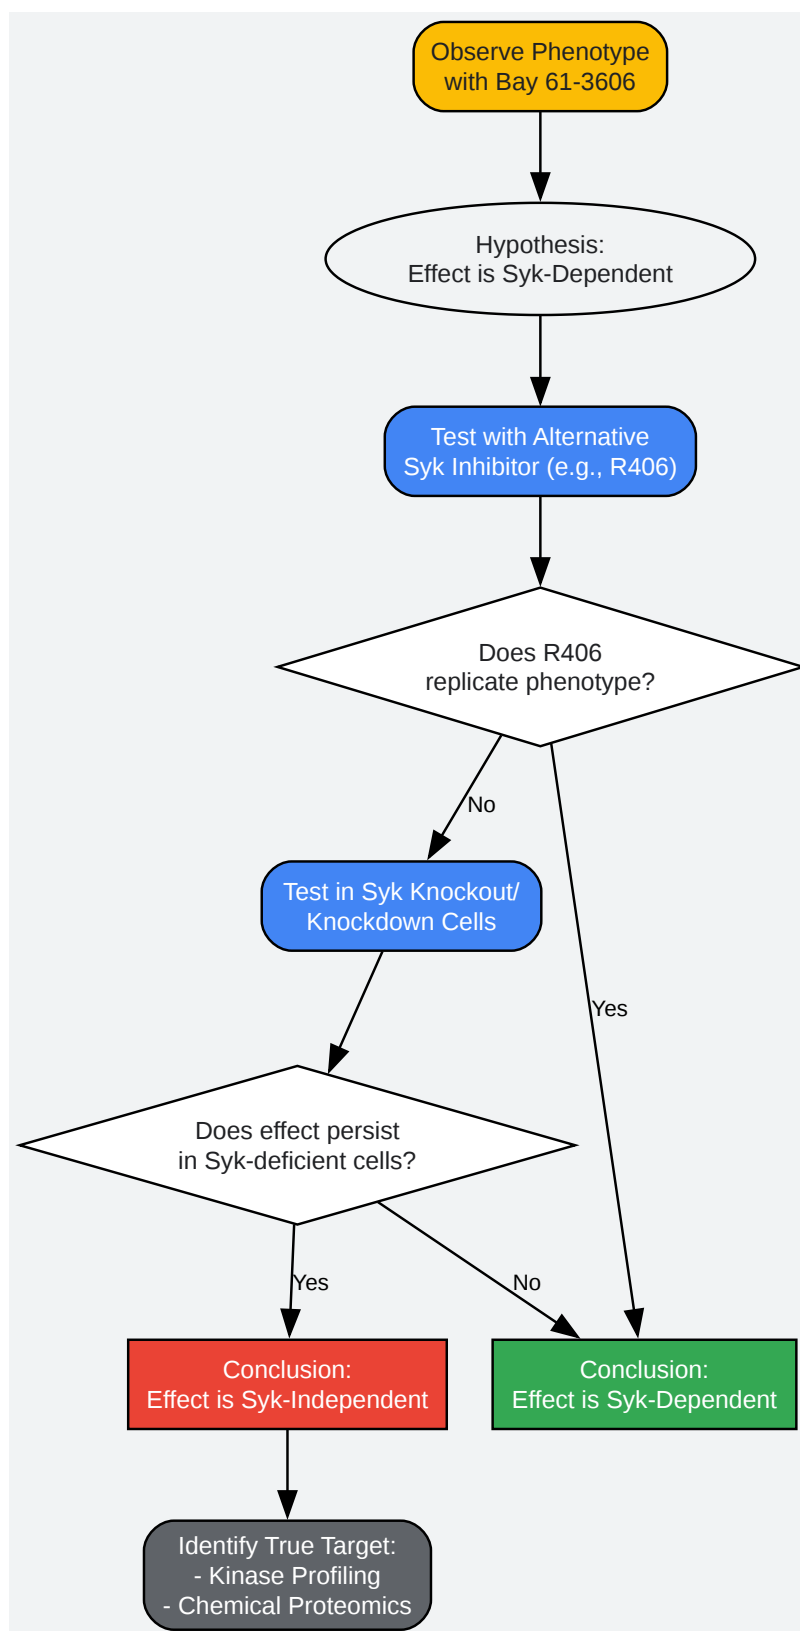 Observe Phenotype
with Bay 61-3606
Hypothesis:
Effect is Syk-Dependent
Test with Alternative
Syk Inhibitor (e.g., R406)
Does R406
replicate phenotype?
No
Test in Syk Knockout/
Knockdown Cells
Yes
Does effect persist
in Syk-deficient cells?
Yes
No
Conclusion:
Effect is Syk-Independent
Conclusion:
Effect is Syk-Dependent
Identify True Target:
- Kinase Profiling
- Chemical Proteomics